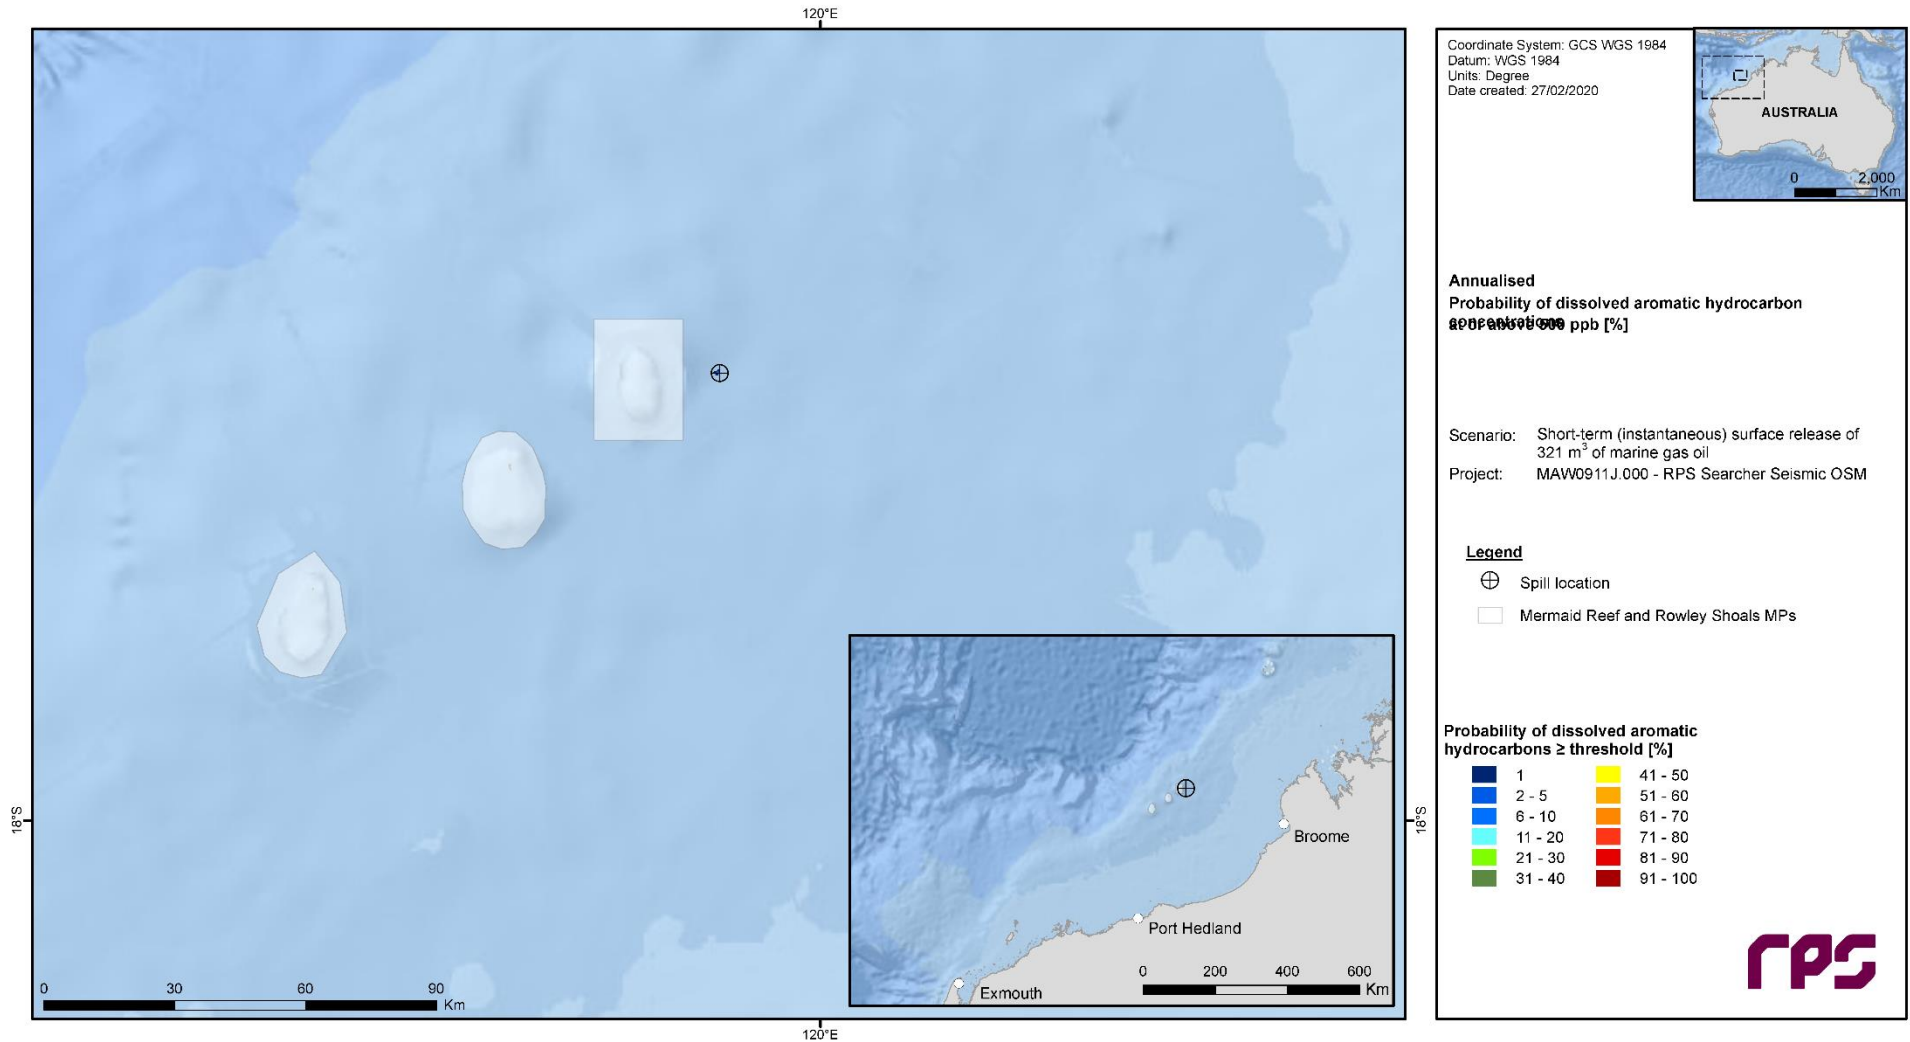 120°E
Coordinate System: GCS WGS 1984
Datum: WGS 1984
Units: Degree
Date created: 27/02/2020
AUSTRALIA
0 2,000
Km
Annualised
Probability of dissolved aromatic hydrocarbon
concentrations
at or above 500 ppb [%]
Scenario: Short-term (instantaneous) surface release of
321 m³ of marine gas oil
Project: MAW0911J.000 - RPS Searcher Seismic OSM
Legend
Spill location
Mermaid Reef and Rowley Shoals MPs
Probability of dissolved aromatic
hydrocarbons ≥ threshold [%]
1 41 - 50
2 - 5 51 - 60
6 - 10 61 - 70
11 - 20 71 - 80
21 - 30 81 - 90
31 - 40 91 - 100
rps
18°S
18°S
Broome
Port Hedland
Exmouth
0 200 400 600
Km
0 30 60 90
Km
120°E